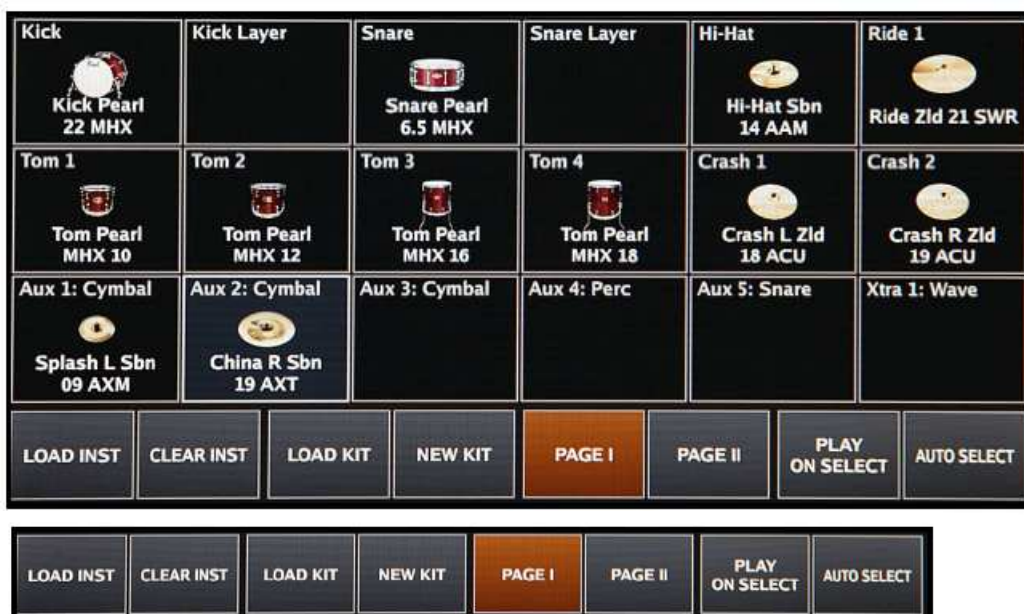 Kick
Kick Pearl
22 MHX
Kick Layer
Snare
Snare Pearl
6.5 MHX
Snare Layer
Hi-Hat
Hi-Hat Sbn
14 AAM
Ride 1
Ride Zld 21 SWR
Tom 1
Tom Pearl
MHX 10
Tom 2
Tom Pearl
MHX 12
Tom 3
Tom Pearl
MHX 16
Tom 4
Tom Pearl
MHX 18
Crash 1
Crash L Zld
18 ACU
Crash 2
Crash R Zld
19 ACU
Aux 1: Cymbal
Splash L Sbn
09 AXM
Aux 2: Cymbal
China R Sbn
19 AXT
Aux 3: Cymbal
Aux 4: Perc
Aux 5: Snare
Xtra 1: Wave
LOAD INST
CLEAR INST
LOAD KIT
NEW KIT
PAGE I
PAGE II
PLAY
ON SELECT
AUTO SELECT
LOAD INST
CLEAR INST
LOAD KIT
NEW KIT
PAGE I
PAGE II
PLAY
ON SELECT
AUTO SELECT